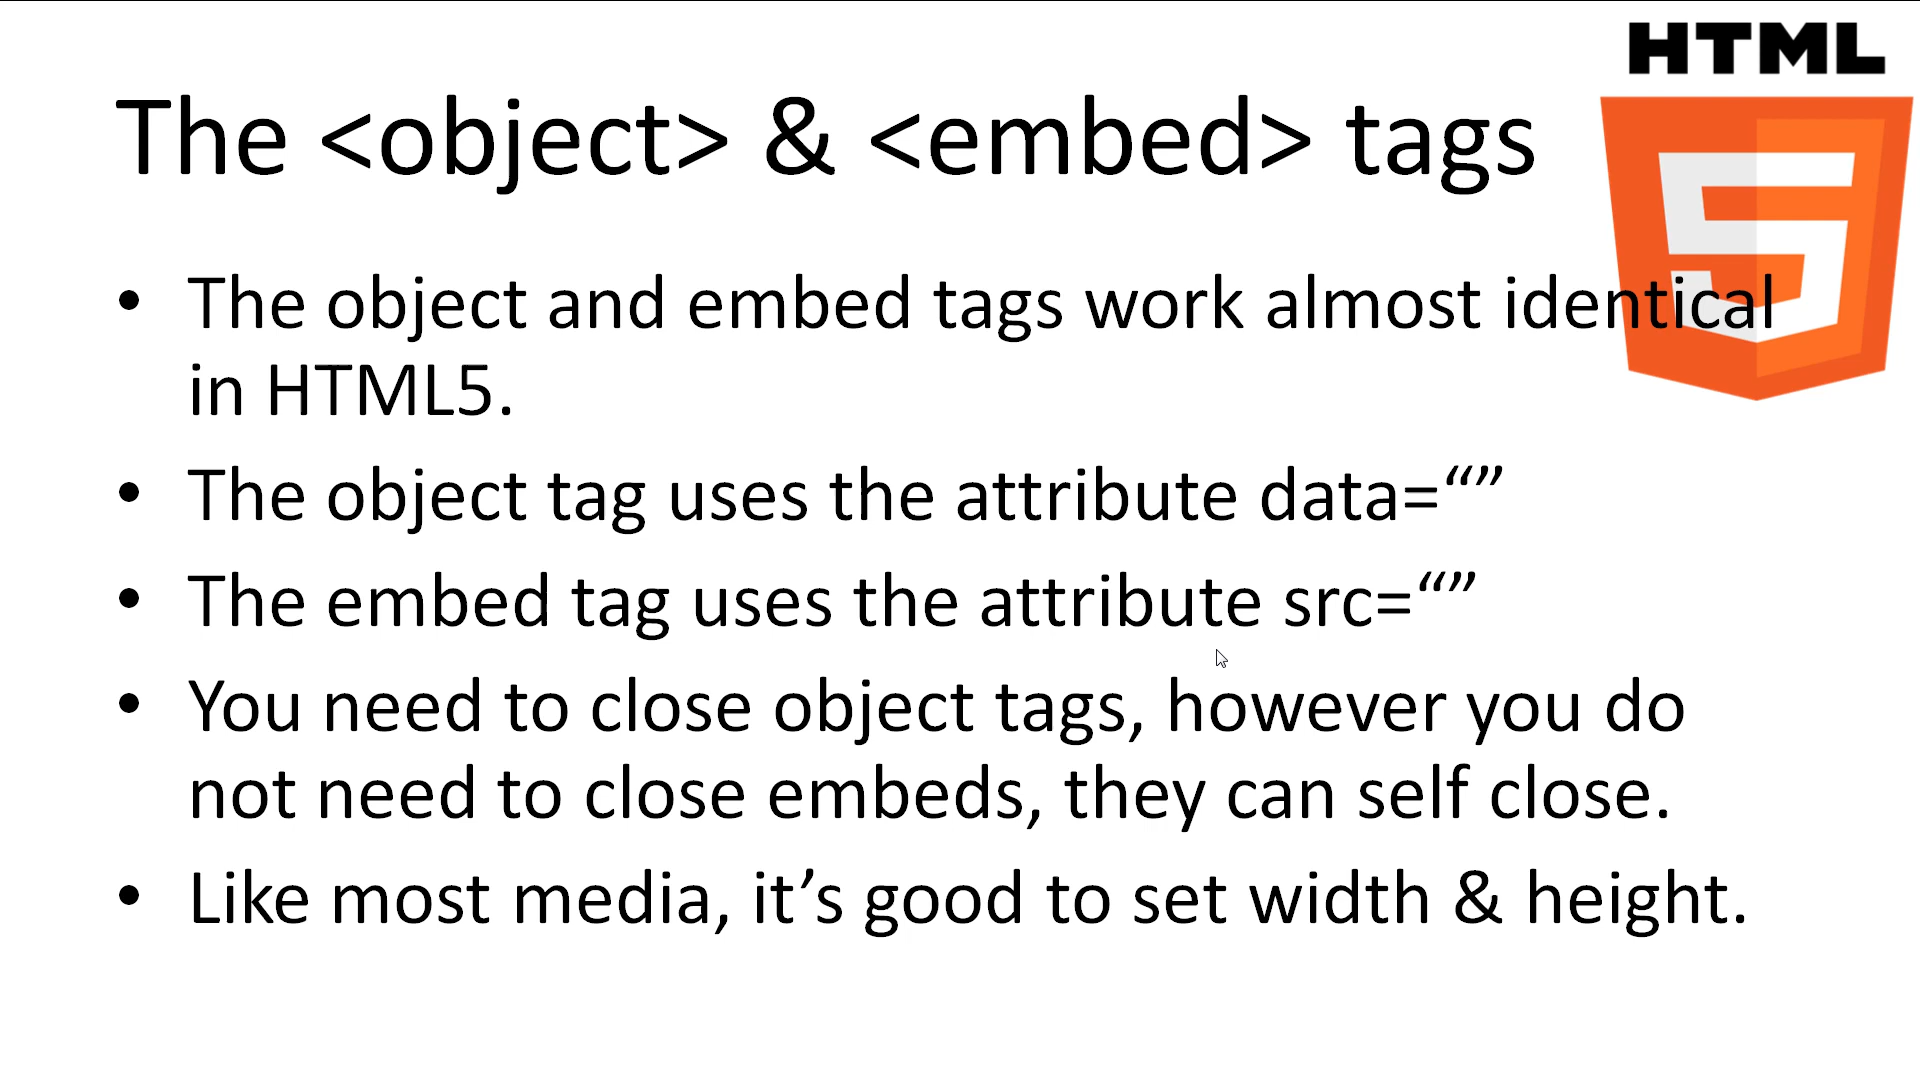 HTML
The <object> & <embed> tags
• The object and embed tags work almost identical
in HTML5.
• The object tag uses the attribute data=“”
• The embed tag uses the attribute src=“”
• You need to close object tags, however you do
not need to close embeds, they can self close.
• Like most media, it’s good to set width & height.